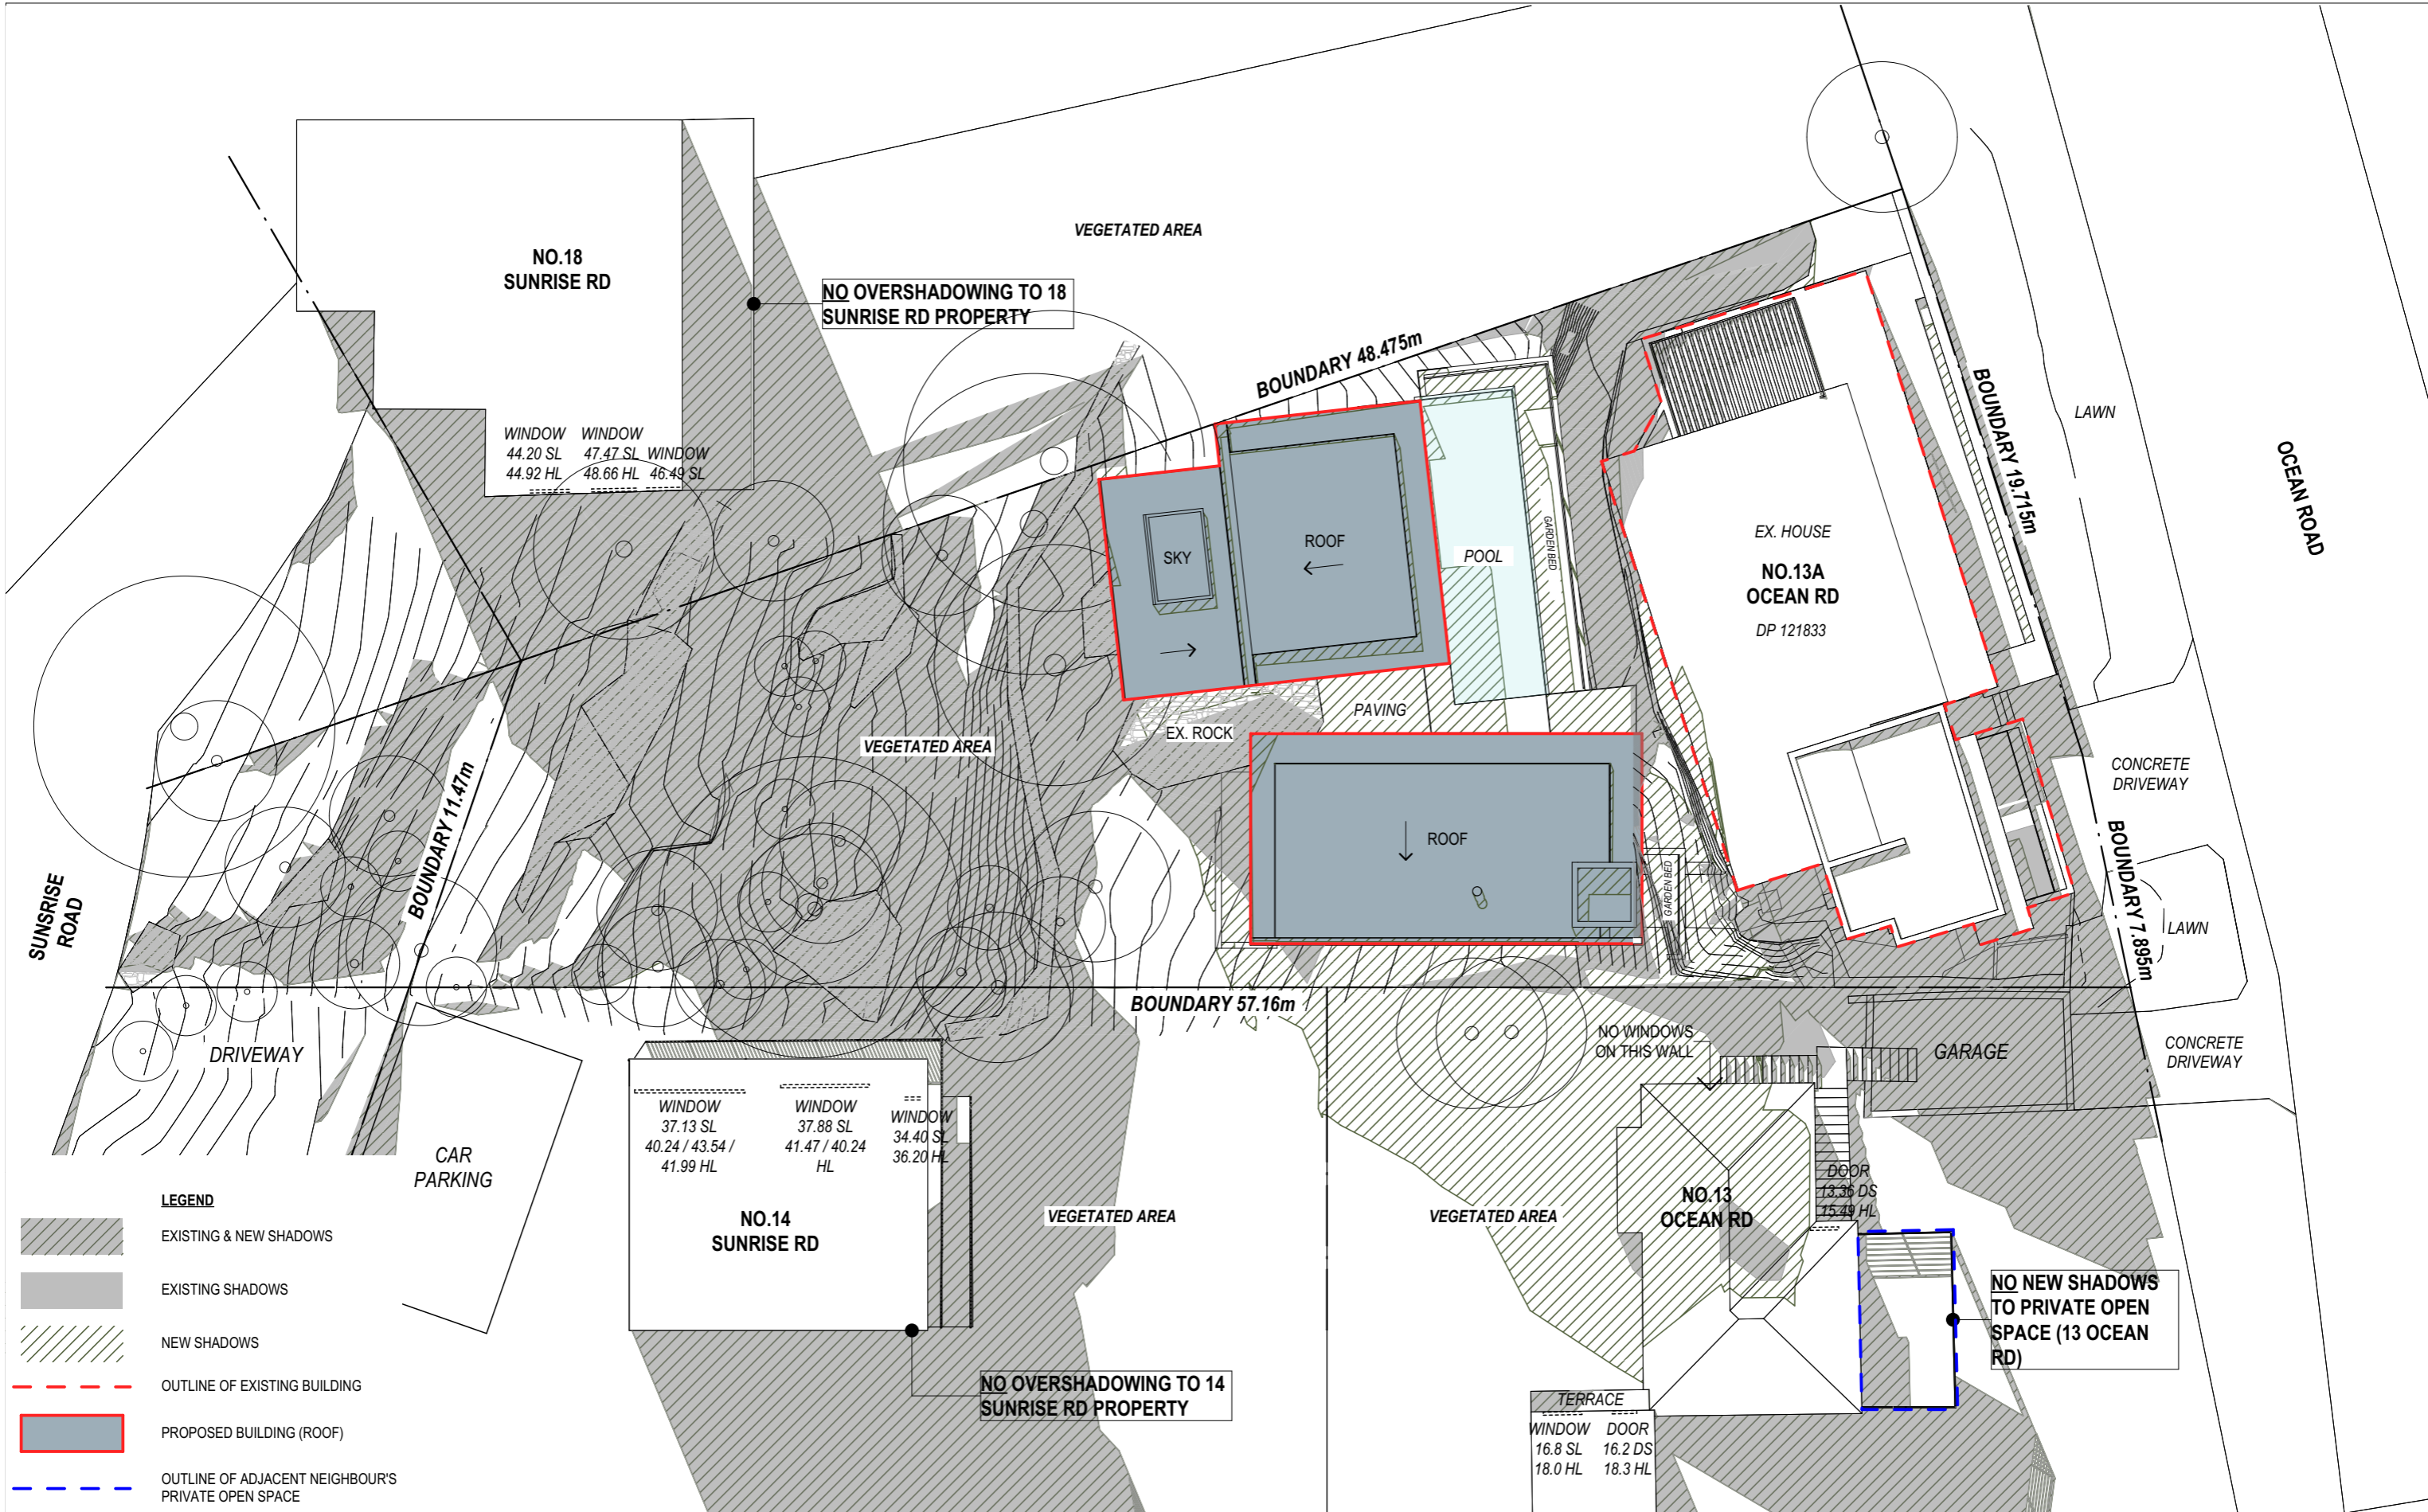 NO.18
SUNRISE RD
VEGETATED AREA
NO OVERSHADOWING TO 18
SUNRISE RD PROPERTY
BOUNDARY 48.475m
BOUNDARY 19.715m
LAWN
OCEAN ROAD
WINDOW
44.20 SL
44.92 HL
WINDOW
47.47 SL
48.66 HL
WINDOW
46.49 SL
SKY
ROOF
POOL
GARDEN BED
EX. HOUSE
NO.13A
OCEAN RD
DP 121833
PAVING
EX. ROCK
VEGETATED AREA
BOUNDARY 11.47m
SUNSRISE
ROAD
ROOF
GARDEN BED
CONCRETE
DRIVEWAY
BOUNDARY 7.895m
LAWN
BOUNDARY 57.16m
NO WINDOWS
ON THIS WALL
GARAGE
CONCRETE
DRIVEWAY
DRIVEWAY
CAR
PARKING
WINDOW
37.13 SL
40.24 / 43.54 /
41.99 HL
WINDOW
37.88 SL
41.47 / 40.24
HL
WINDOW
34.40 SL
36.20 HL
NO.14
SUNRISE RD
VEGETATED AREA
VEGETATED AREA
NO.13
OCEAN RD
DOOR
13.36 DS
15.49 HL
NO NEW SHADOWS
TO PRIVATE OPEN
SPACE (13 OCEAN
RD)
NO OVERSHADOWING TO 14
SUNRISE RD PROPERTY
TERRACE
WINDOW
16.8 SL
18.0 HL
DOOR
16.2 DS
18.3 HL
LEGEND
EXISTING & NEW SHADOWS
EXISTING SHADOWS
NEW SHADOWS
OUTLINE OF EXISTING BUILDING
PROPOSED BUILDING (ROOF)
OUTLINE OF ADJACENT NEIGHBOUR'S
PRIVATE OPEN SPACE